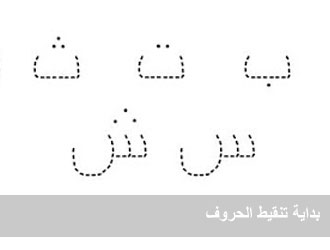 ب ت ث
س ش
بداية تنقيط الحروف